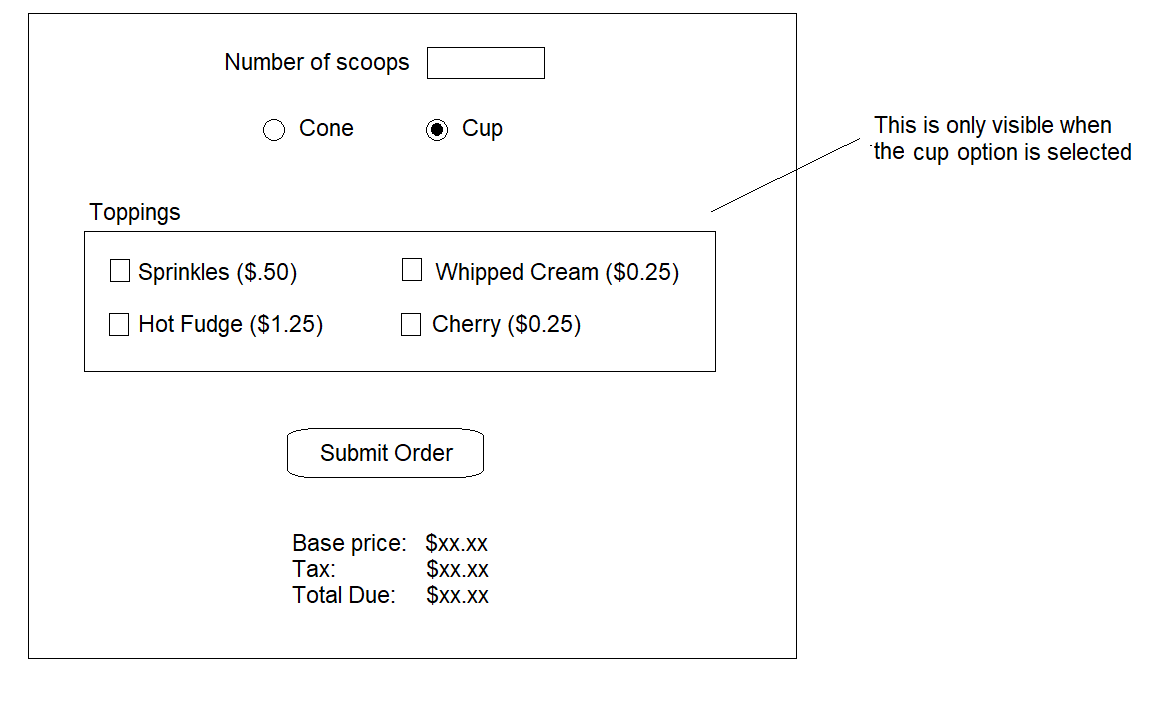 Number of scoops
Cone Cup
This is only visible when
the cup option is selected
Toppings
Sprinkles ($.50) Whipped Cream ($0.25)
Hot Fudge ($1.25) Cherry ($0.25)
Submit Order
Base price: $xx.xx
Tax: $xx.xx
Total Due: $xx.xx